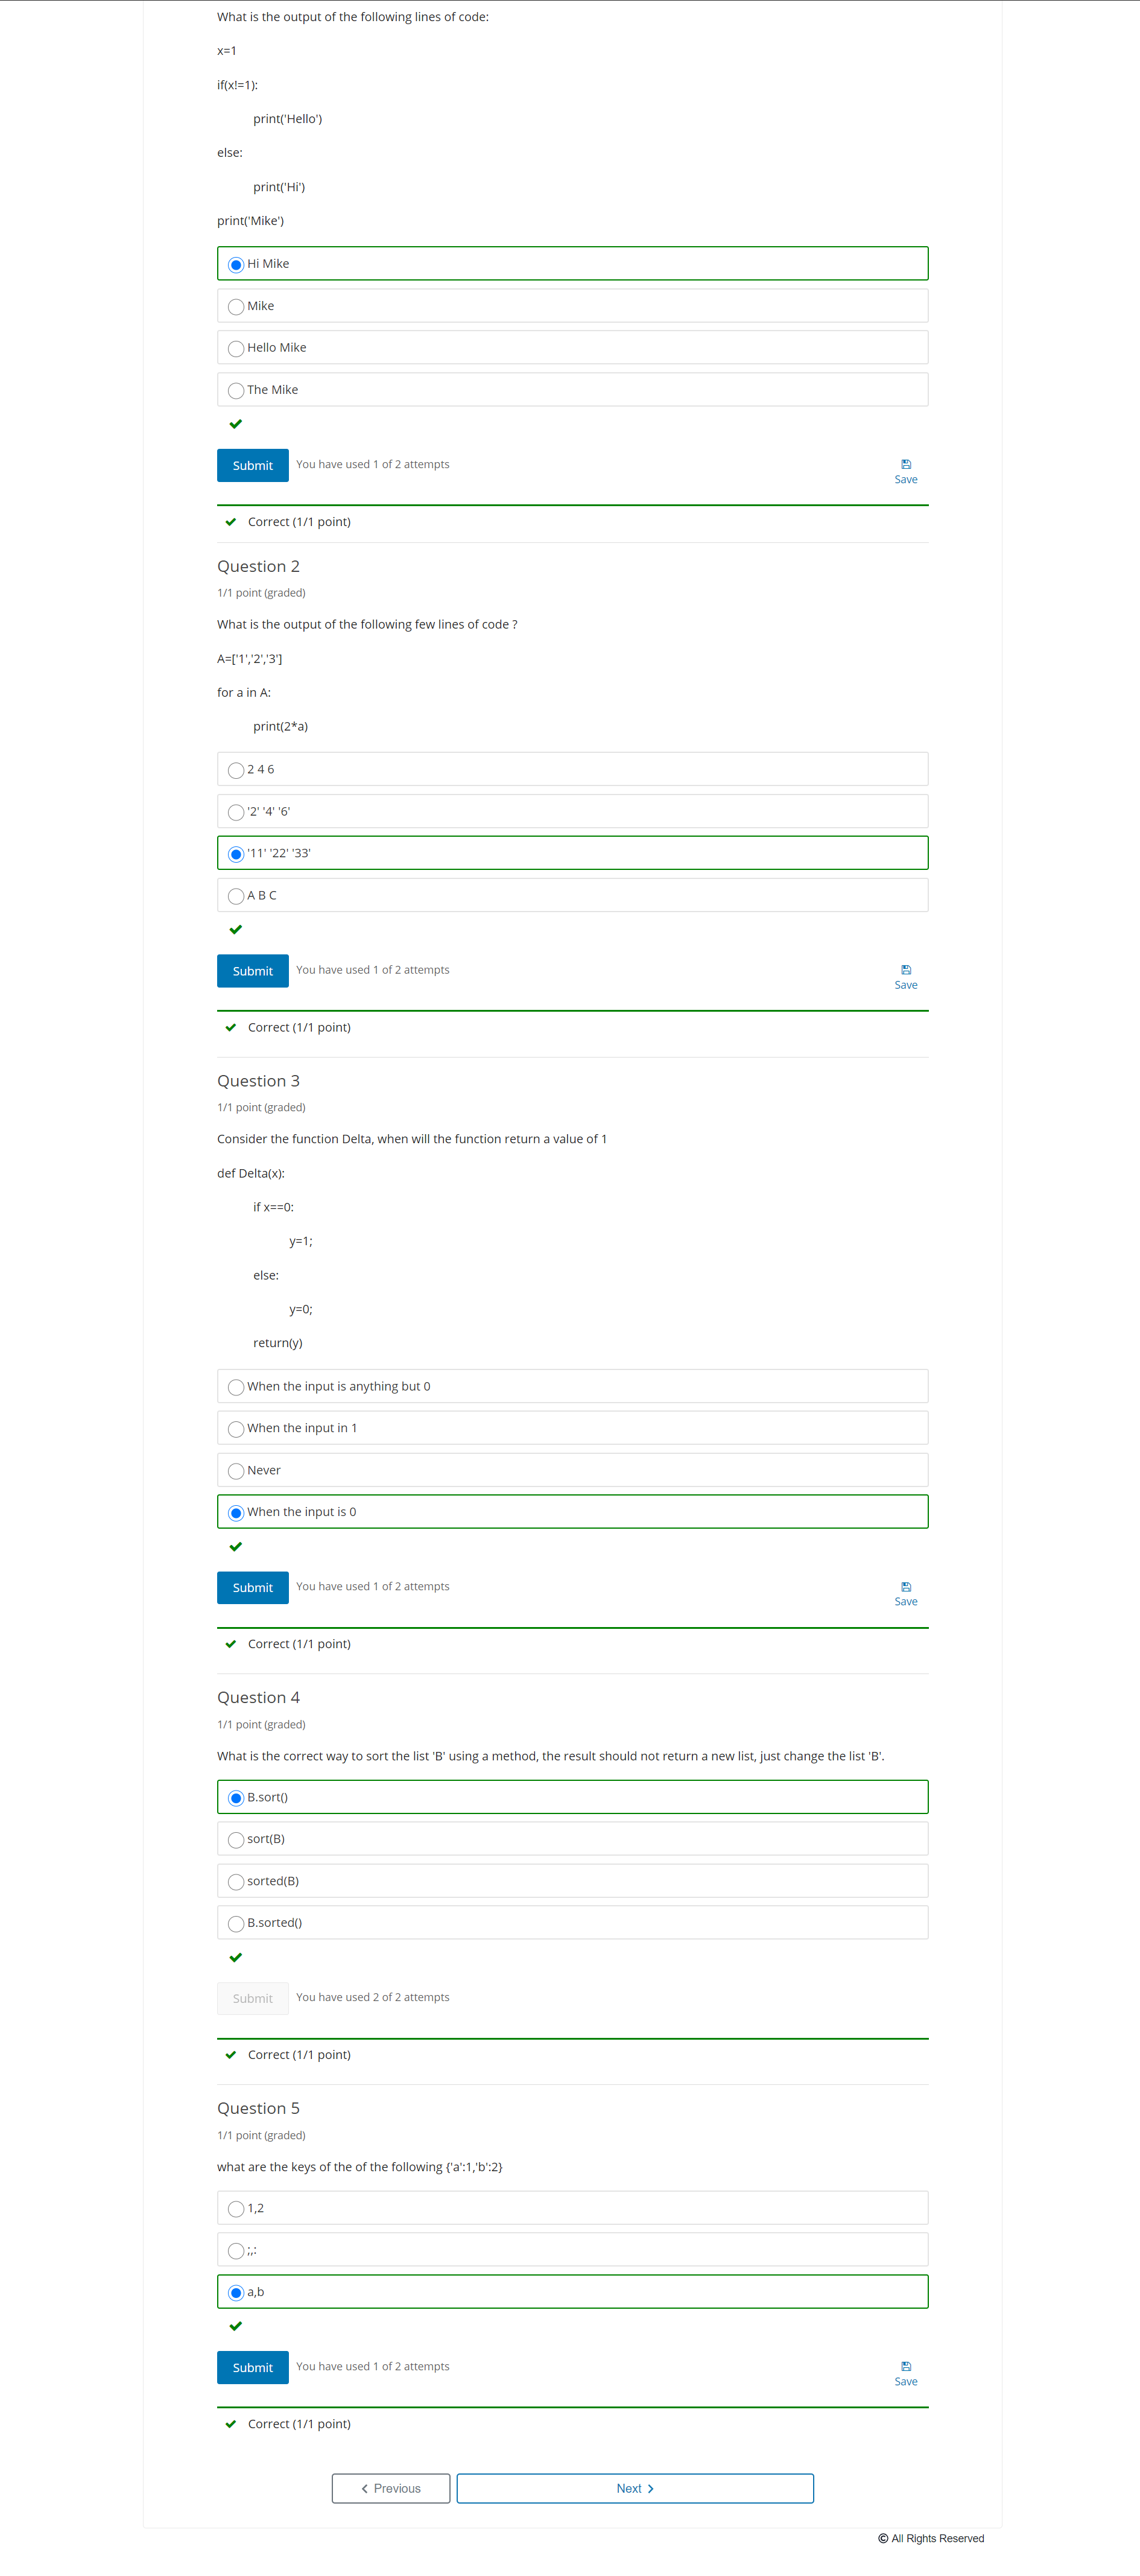 What is the output of the following lines of code:
x=1
if(x!=1):
print('Hello')
else:
print('Hi')
print('Mike')
Hi Mike
Mike
Hello Mike
The Mike
Submit You have used 1 of 2 attempts
Save
Correct (1/1 point)
Question 2
1/1 point (graded)
What is the output of the following few lines of code ?
A=['1','2','3']
for a in A:
print(2*a)
2 4 6
'2' '4' '6'
'11' '22' '33'
A B C
Submit You have used 1 of 2 attempts
Save
Correct (1/1 point)
Question 3
1/1 point (graded)
Consider the function Delta, when will the function return a value of 1
def Delta(x):
if x==0:
y=1;
else:
y=0;
return(y)
When the input is anything but 0
When the input in 1
Never
When the input is 0
Submit You have used 1 of 2 attempts
Save
Correct (1/1 point)
Question 4
1/1 point (graded)
What is the correct way to sort the list 'B' using a method, the result should not return a new list, just change the list 'B'.
B.sort()
sort(B)
sorted(B)
B.sorted()
Submit You have used 2 of 2 attempts
Correct (1/1 point)
Question 5
1/1 point (graded)
what are the keys of the of the following {'a':1,'b':2}
1,2
;,:
a,b
Submit You have used 1 of 2 attempts
Save
Correct (1/1 point)
Previous Next
© All Rights Reserved